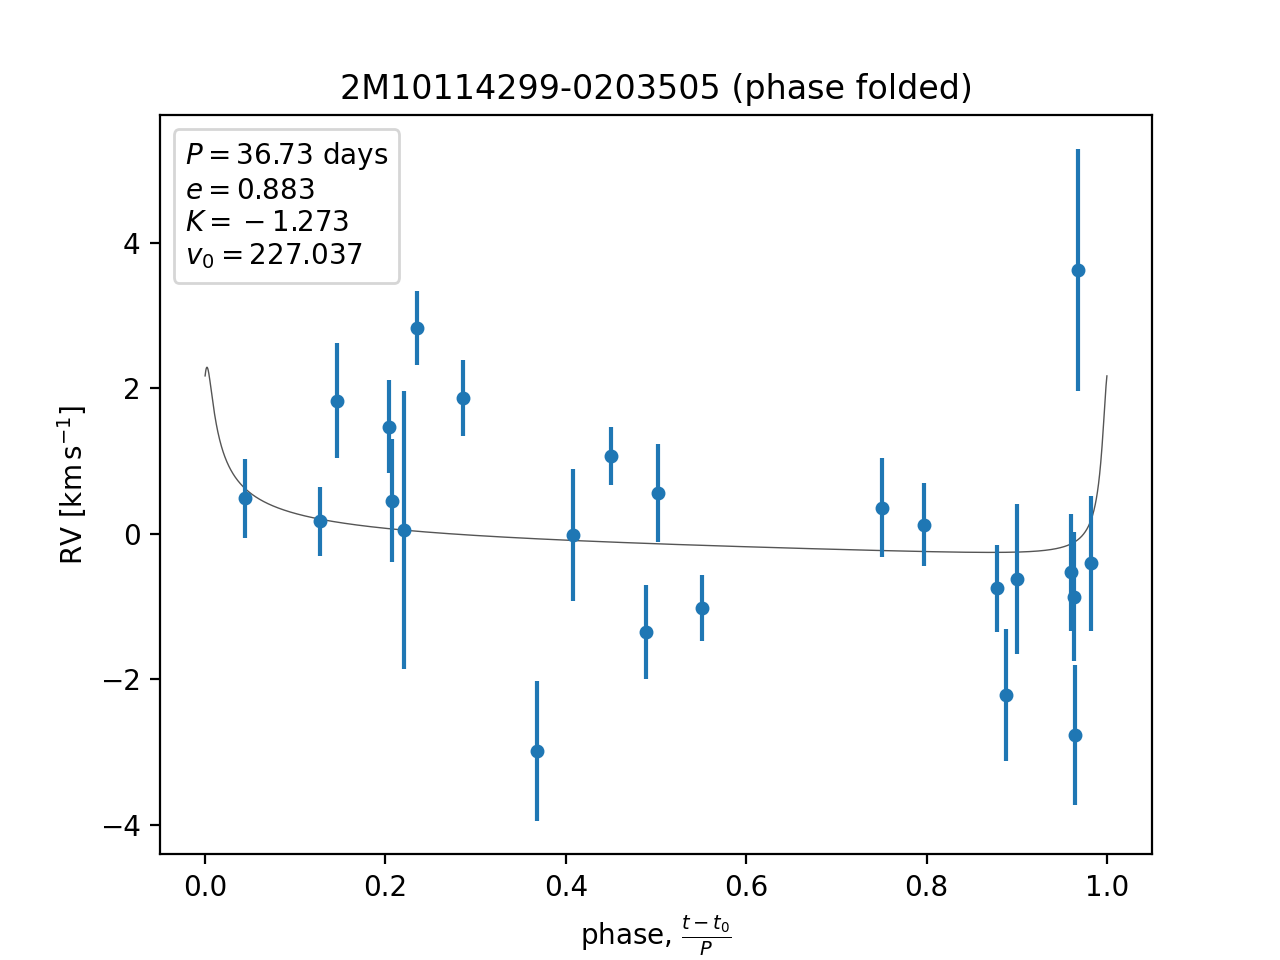 2M10114299-0203505 (phase folded)
P = 36.73 days
e = 0.883
K = −1.273
v₀ = 227.037
4
2
0
−2
−4
RV [km s⁻¹]
0.0 0.2 0.4 0.6 0.8 1.0
phase, (t − t₀)/P